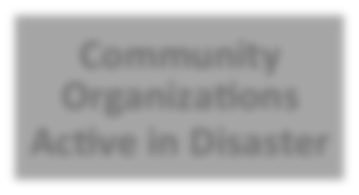 Community
Organizations
Active in Disaster